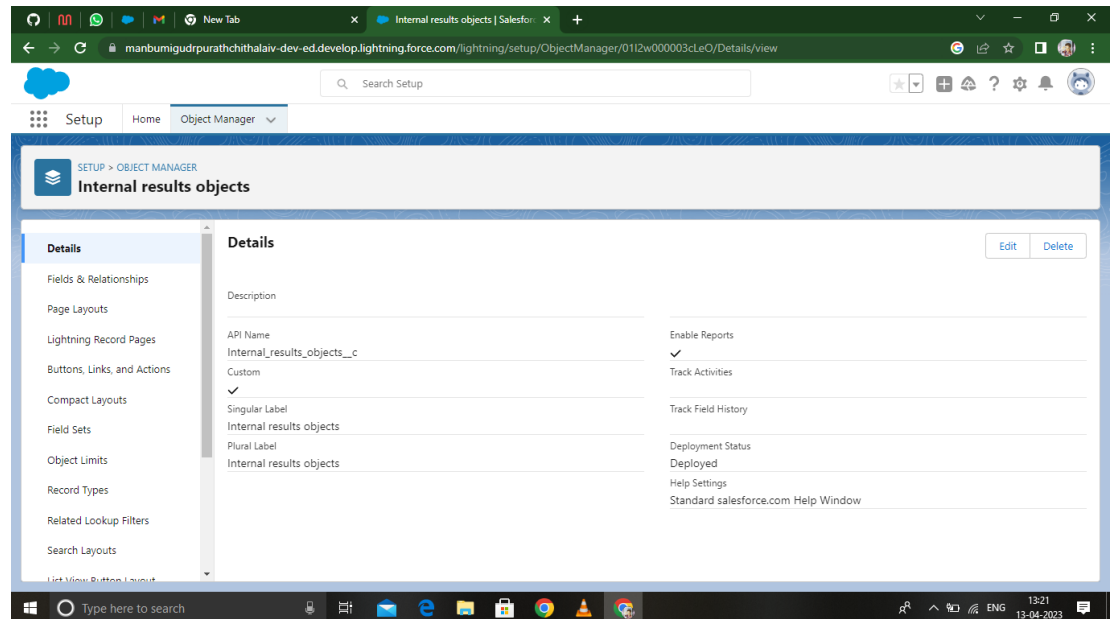 New Tab
Internal results objects | Salesforc
manbumigudrpurathchithalaiv-dev-ed.develop.lightning.force.com/lightning/setup/ObjectManager/01I2w000003cLeO/Details/view
Search Setup
Setup
Home
Object Manager
SETUP > OBJECT MANAGER
Internal results objects
Details
Fields & Relationships
Page Layouts
Lightning Record Pages
Buttons, Links, and Actions
Compact Layouts
Field Sets
Object Limits
Record Types
Related Lookup Filters
Search Layouts
List View Button Layout
Details
Edit
Delete
Description
API Name
Internal_results_objects__c
Custom
Singular Label
Internal results objects
Plural Label
Internal results objects
Enable Reports
Track Activities
Track Field History
Deployment Status
Deployed
Help Settings
Standard salesforce.com Help Window
Type here to search
ENG
13:21
13-04-2023